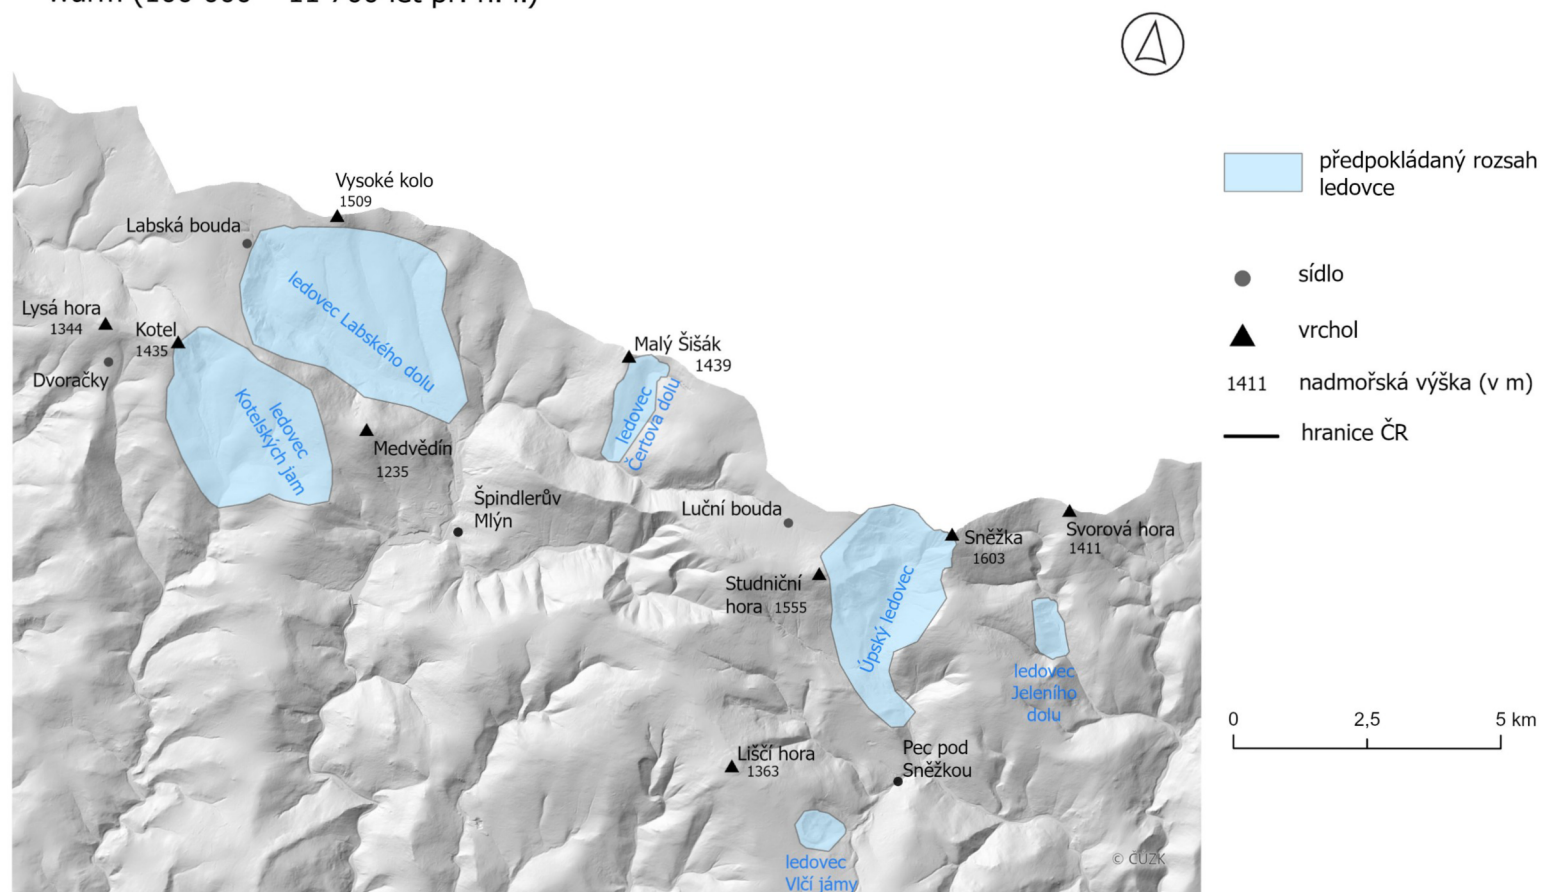 Vysoké kolo
1509
Labská bouda
Lysá hora
1344
Kotel
1435
Dvoračky
ledovec Labského dolu
ledovec
Kotelských jam
Medvědín
1235
Malý Šišák
1439
ledovec
Čertova dolu
Špindlerův
Mlýn
Luční bouda
Sněžka
1603
Svorová hora
1411
Studniční
hora 1555
Úpský ledovec
ledovec
Jeleního
dolu
Liščí hora
1363
Pec pod
Sněžkou
ledovec
Vlčí jámy
© ČÚZK
předpokládaný rozsah
ledovce
sídlo
vrchol
1411 nadmořská výška (v m)
hranice ČR
0 2,5 5 km